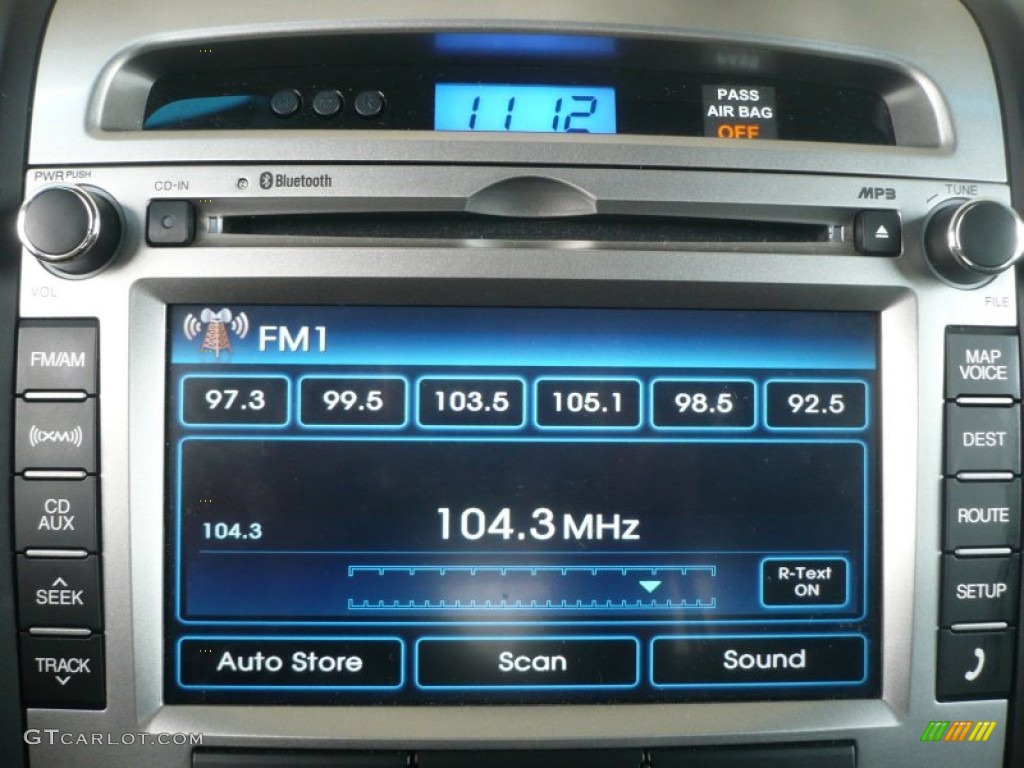 11 12
PASS
AIR BAG
OFF
PWR PUSH
CD-IN
Bluetooth
MP3
TUNE
VOL
FILE
FM1
97.3 99.5 103.5 105.1 98.5 92.5
104.3
104.3 MHz
R-Text
ON
Auto Store Scan Sound
FM/AM
((XM))
CD
AUX
SEEK
TRACK
MAP
VOICE
DEST
ROUTE
SETUP
GTCARLOT.COM